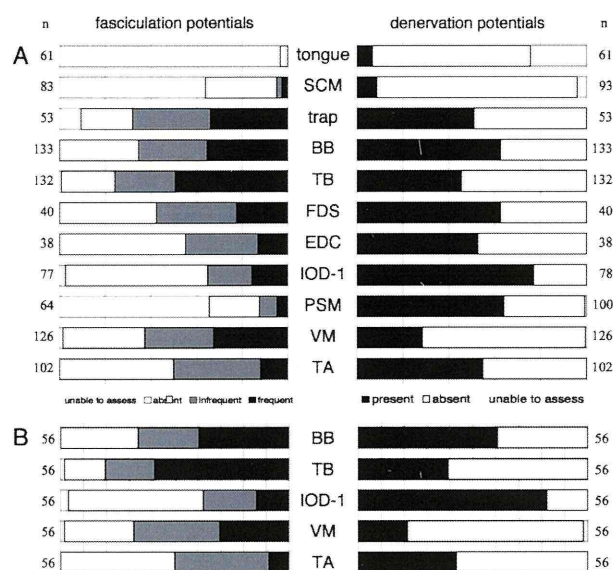 n fasciculation potentials denervation potentials n
A 61 tongue 61
83 SCM 93
53 trap 53
133 BB 133
132 TB 132
40 FDS 40
38 EDC 38
77 IOD-1 78
64 PSM 100
126 VM 126
102 TA 102
unable to assess absent infrequent frequent present absent unable to assess
B 56 BB 56
56 TB 56
56 IOD-1 56
56 VM 56
56 TA 56